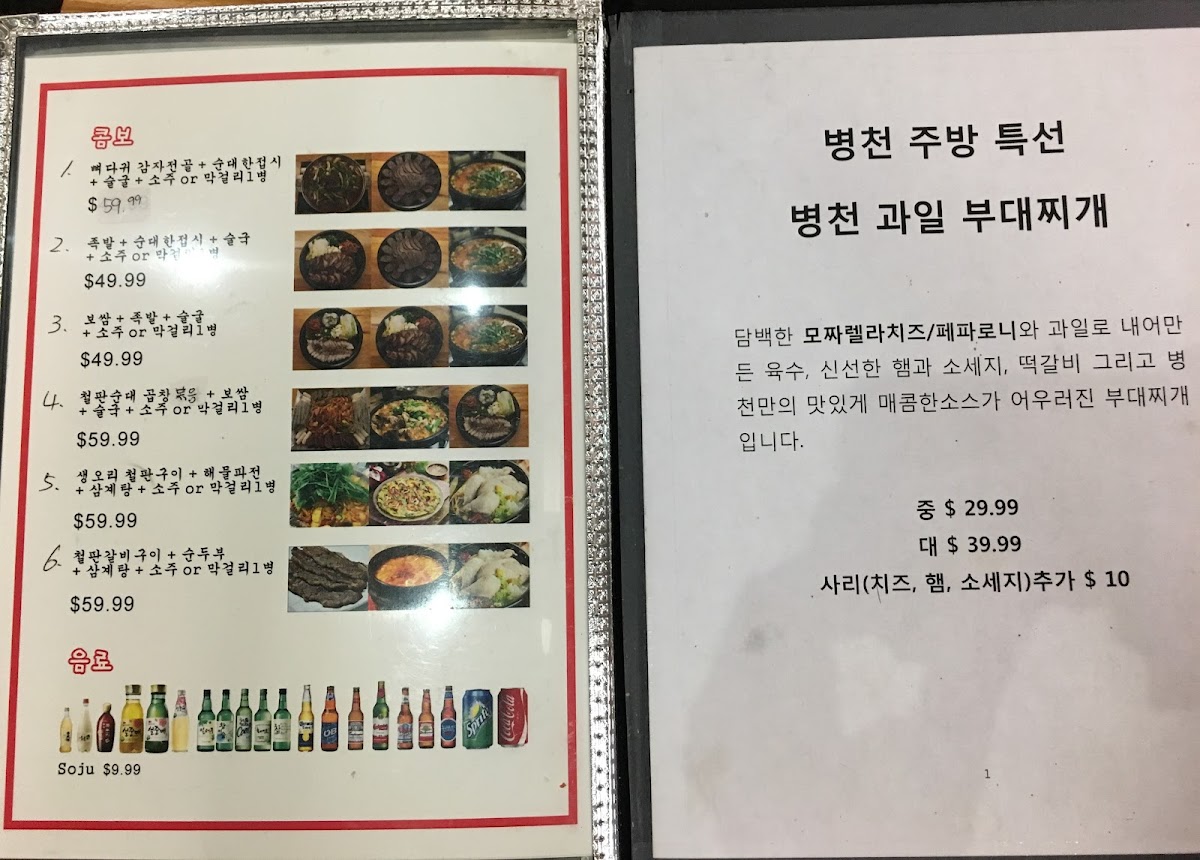 콤보
1. 뼈다귀 감자전골 + 순대한접시
+ 술굴 + 소주 or 막걸리1병
$ 59.99
2. 족발 + 순대한접시 + 술국
+ 소주 or 막걸리1병
$49.99
3. 보쌈 + 족발 + 술굴
+ 소주 or 막걸리1병
$49.99
4. 철판순대 곱창볶음 + 보쌈
+ 술국 + 소주 or 막걸리1병
$59.99
5. 생오리 철판구이 + 해물파전
+ 삼계탕 + 소주 or 막걸리1병
$59.99
6. 철판갈비구이 + 순두부
+ 삼계탕 + 소주 or 막걸리1병
$59.99
음료
OB
Sprite
Coca-Cola
Soju $9.99
병천 주방 특선
병천 과일 부대찌개
담백한 모짜렐라치즈/페파로니와 과일로 내어만
든 육수, 신선한 햄과 소세지, 떡갈비 그리고 병
천만의 맛있게 매콤한소스가 어우러진 부대찌개
입니다.
중 $ 29.99
대 $ 39.99
사리(치즈, 햄, 소세지)추가 $ 10
1